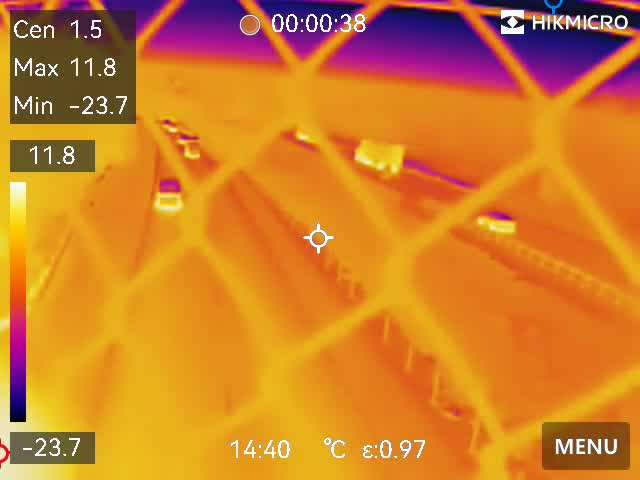 Cen 1.5
Max 11.8
Min -23.7
00:00:38
HIKMICRO
11.8
-23.7
14:40 ℃ ε:0.97
MENU